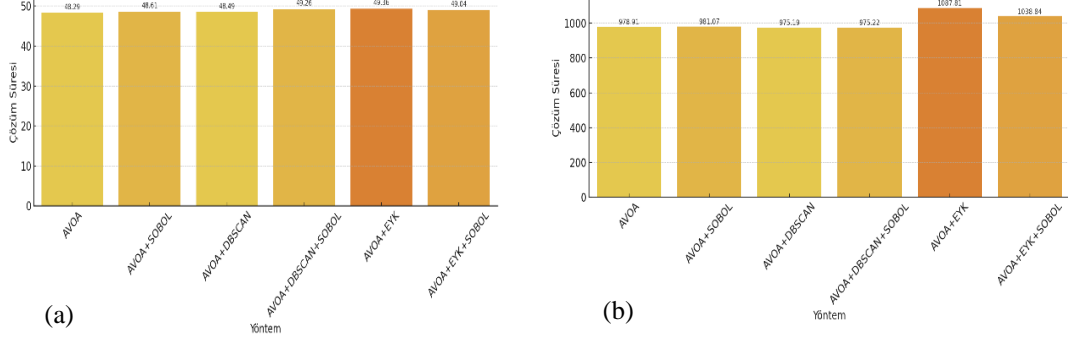 50
40
30
20
10
0
Çözüm Süresi
48.29
48.61
48.49
49.26
49.36
49.04
AVOA
AVOA+SOBOL
AVOA+DBSCAN
AVOA+DBSCAN+SOBOL
AVOA+EYK
AVOA+EYK+SOBOL
Yöntem
(a)
1000
800
600
400
200
0
Çözüm Süresi
978.91
981.07
975.19
975.22
1087.81
1038.84
AVOA
AVOA+SOBOL
AVOA+DBSCAN
AVOA+DBSCAN+SOBOL
AVOA+EYK
AVOA+EYK+SOBOL
Yöntem
(b)